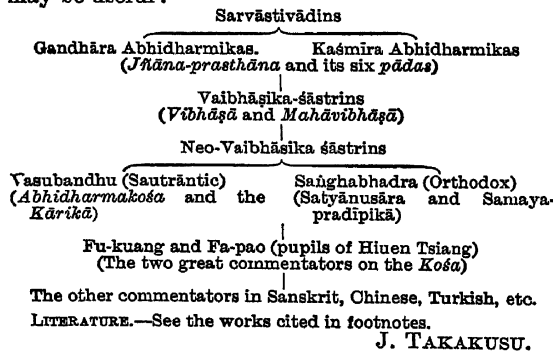 may be useful:
Sarvāstivādins
Gandhāra Abhidharmikas. Kaśmīra Abhidharmikas
(Jñāna-prasthāna and its six pādas)
Vaibhāṣika-śāstrins
(Vibhāṣā and Mahāvibhāṣā)
Neo-Vaibhāṣika śāstrins
Vasubandhu (Sautrāntic) Saṅghabhadra (Orthodox)
(Abhidharmakośa and the (Satyānusāra and Samaya-
Kārikā) pradīpikā)
Fu-kuang and Fa-pao (pupils of Hiuen Tsiang)
(The two great commentators on the Kośa)
The other commentators in Sanskrit, Chinese, Turkish, etc.
LITERATURE.—See the works cited in footnotes.
J. TAKAKUSU.